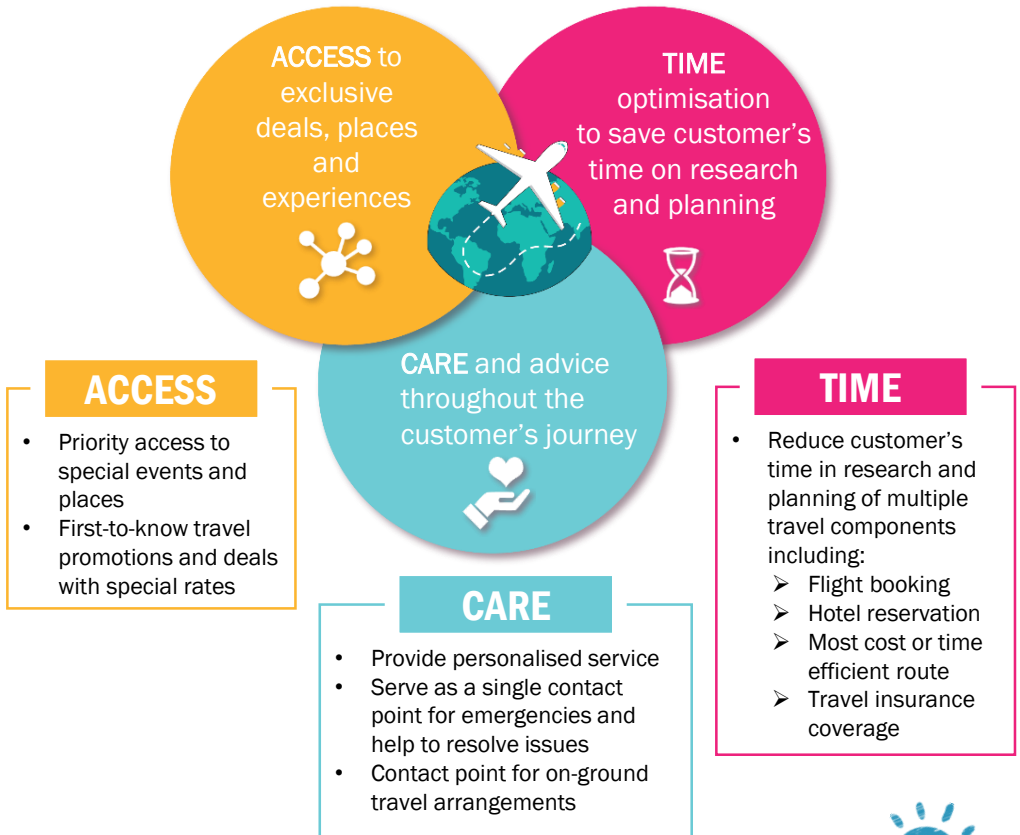 ACCESS to
exclusive
deals, places
and
experiences
TIME
optimisation
to save customer's
time on research
and planning
CARE and advice
throughout the
customer's journey
ACCESS
• Priority access to
special events and
places
• First-to-know travel
promotions and deals
with special rates
CARE
• Provide personalised service
• Serve as a single contact
point for emergencies and
help to resolve issues
• Contact point for on-ground
travel arrangements
TIME
• Reduce customer's
time in research and
planning of multiple
travel components
including:
➢ Flight booking
➢ Hotel reservation
➢ Most cost or time
efficient route
➢ Travel insurance
coverage